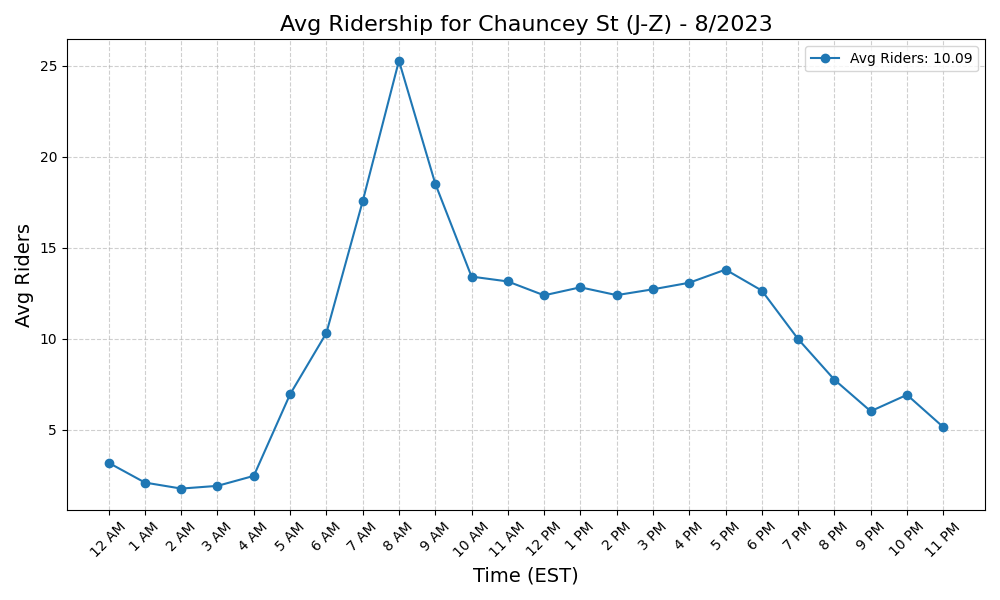 Avg Ridership for Chauncey St (J-Z) - 8/2023
Avg Riders: 10.09
Avg Riders
25
20
15
10
5
12 AM
1 AM
2 AM
3 AM
4 AM
5 AM
6 AM
7 AM
8 AM
9 AM
10 AM
11 AM
12 PM
1 PM
2 PM
3 PM
4 PM
5 PM
6 PM
7 PM
8 PM
9 PM
10 PM
11 PM
Time (EST)